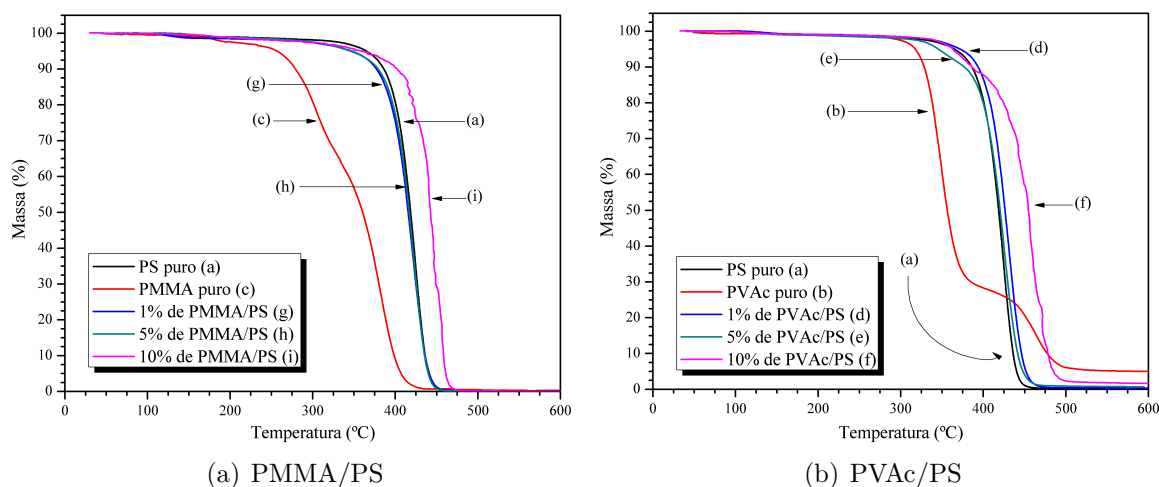 100
90
80
70
60
50
40
30
20
10
0
Massa (%)
(g)
(c)
(a)
(h)
(i)
PS puro (a)
PMMA puro (c)
1% de PMMA/PS (g)
5% de PMMA/PS (h)
10% de PMMA/PS (i)
0 100 200 300 400 500 600
Temperatura (ºC)
(a) PMMA/PS
100
90
80
70
60
50
40
30
20
10
0
Massa (%)
(d)
(e)
(b)
(f)
(a)
PS puro (a)
PVAc puro (b)
1% de PVAc/PS (d)
5% de PVAc/PS (e)
10% de PVAc/PS (f)
0 100 200 300 400 500 600
Temperatura (ºC)
(b) PVAc/PS